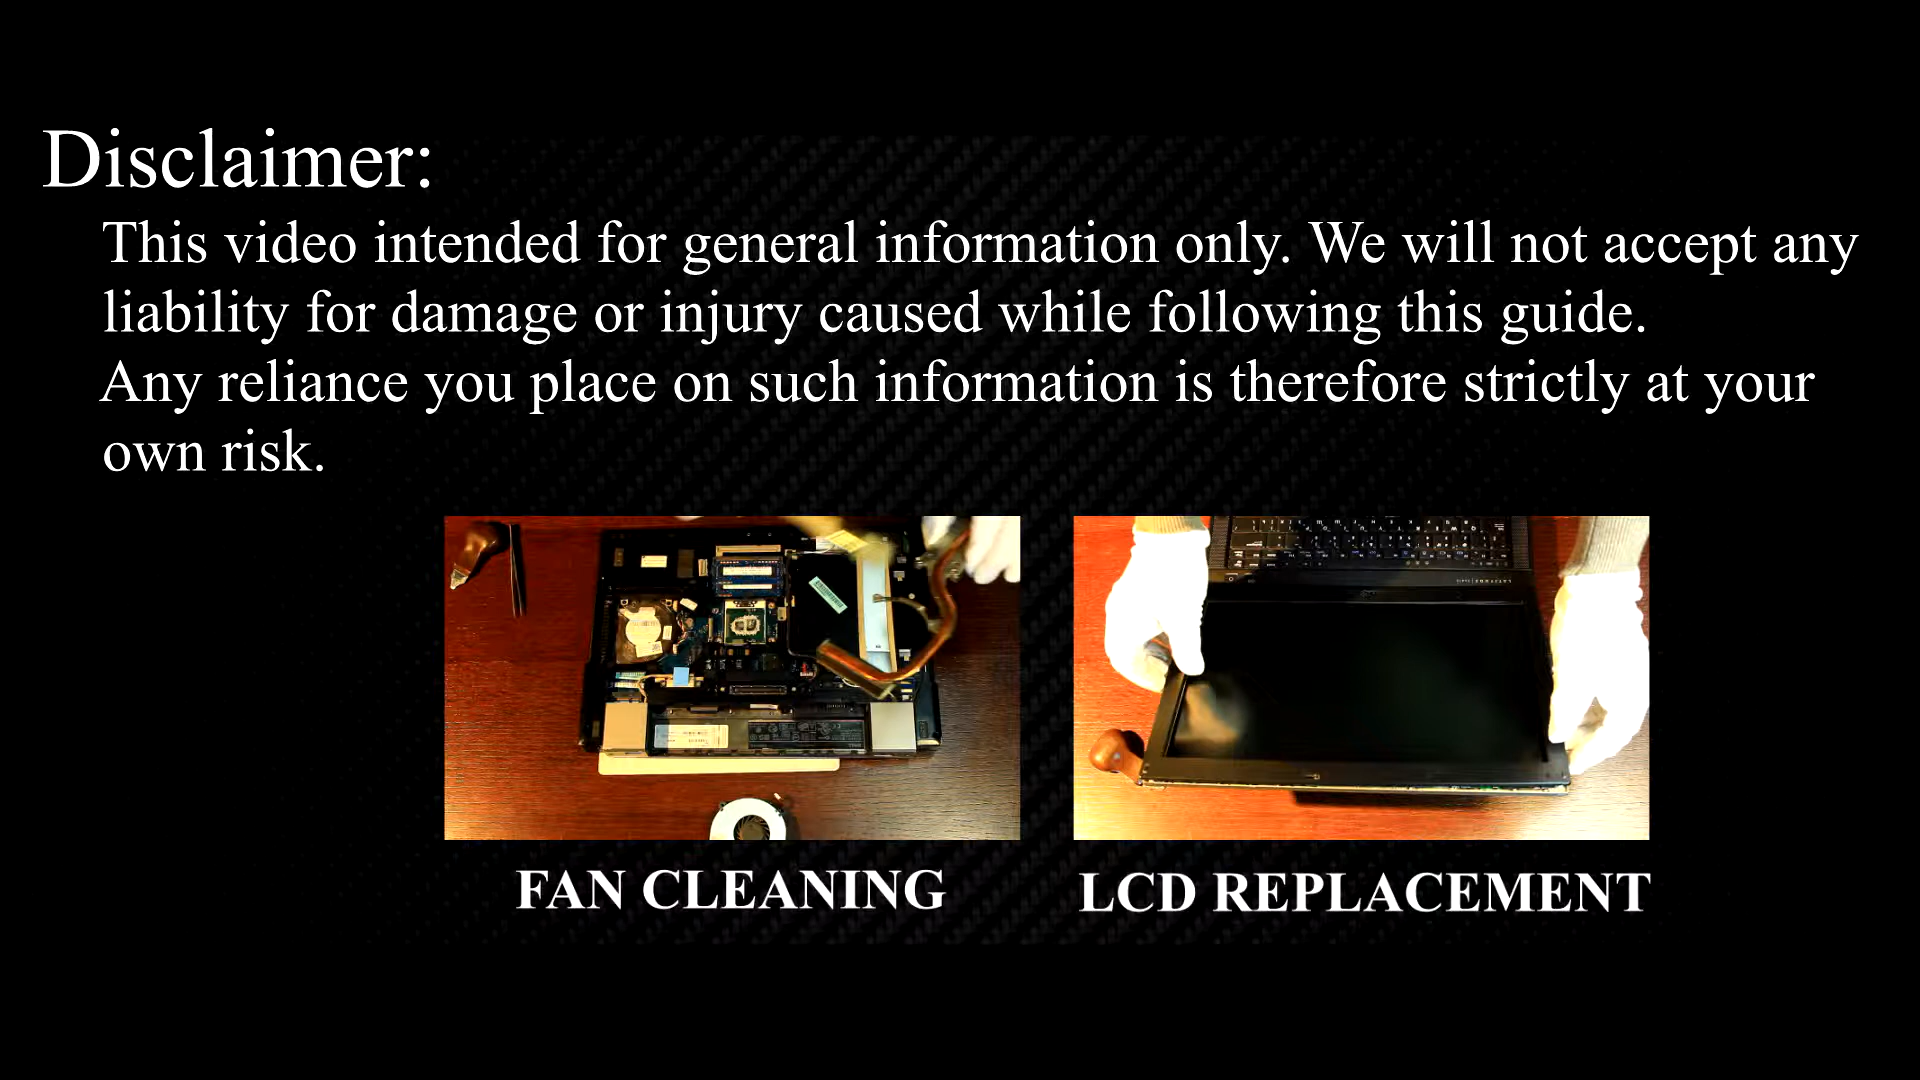 Disclaimer:
This video intended for general information only. We will not accept any
liability for damage or injury caused while following this guide.
Any reliance you place on such information is therefore strictly at your
own risk.
LATITUDE
FAN CLEANING
LCD REPLACEMENT